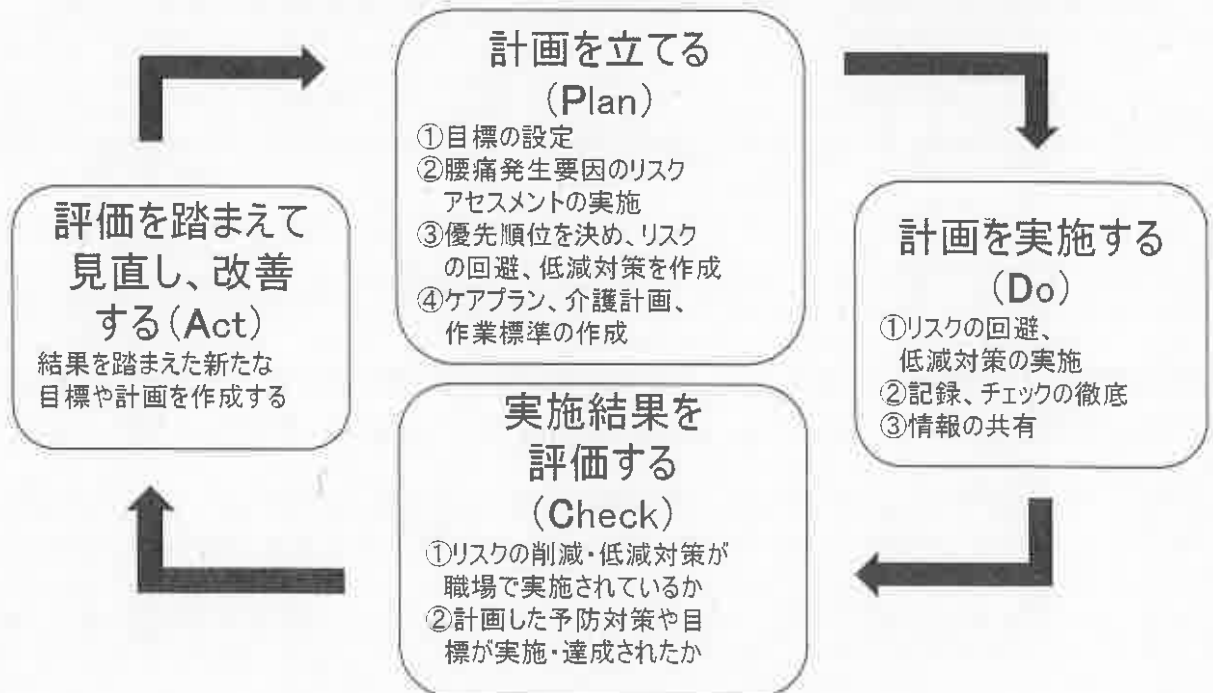 計画を立てる
(Plan)
①目標の設定
②腰痛発生要因のリスク
アセスメントの実施
③優先順位を決め、リスク
の回避、低減対策を作成
④ケアプラン、介護計画、
作業標準の作成
計画を実施する
(Do)
①リスクの回避、
低減対策の実施
②記録、チェックの徹底
③情報の共有
実施結果を
評価する
(Check)
①リスクの削減・低減対策が
職場で実施されているか
②計画した予防対策や目
標が実施・達成されたか
評価を踏まえて
見直し、改善
する(Act)
結果を踏まえた新たな
目標や計画を作成する